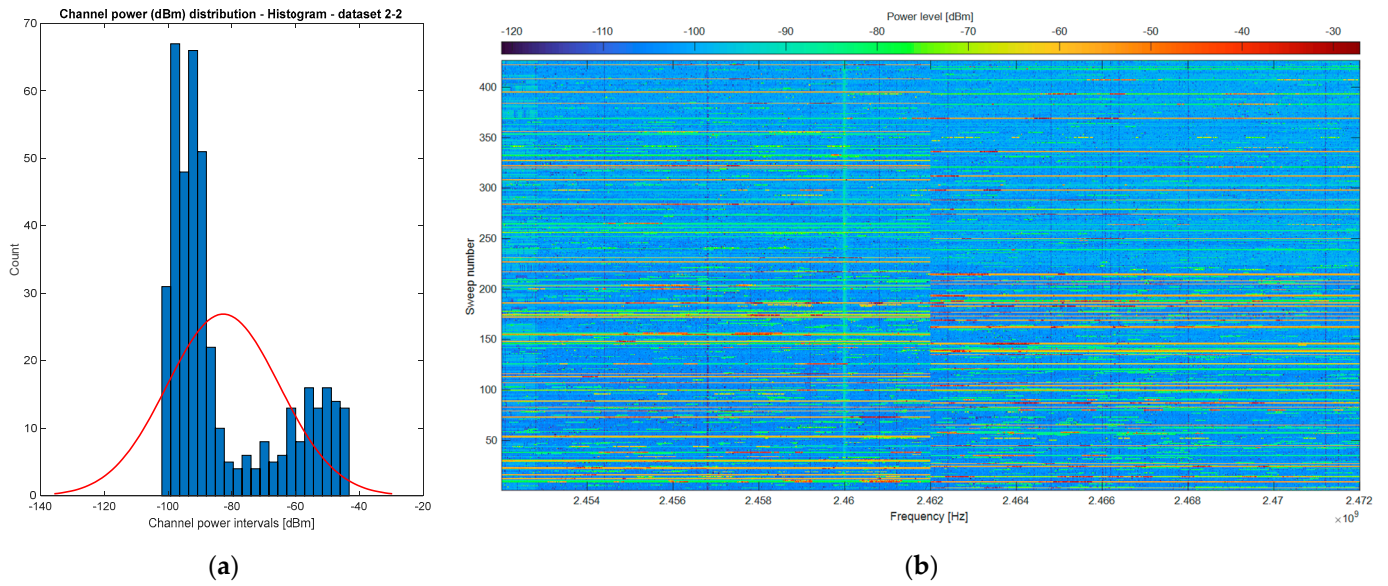 Channel power (dBm) distribution - Histogram - dataset 2-2
70
60
50
40
30
20
10
0
Count
-140 -120 -100 -80 -60 -40 -20
Channel power intervals [dBm]
(a)
Power level [dBm]
-120 -110 -100 -90 -80 -70 -60 -50 -40 -30
400
350
300
250
200
150
100
50
Sweep number
2.454 2.456 2.458 2.46 2.462 2.464 2.466 2.468 2.47 2.472
Frequency [Hz]
×10⁹
(b)